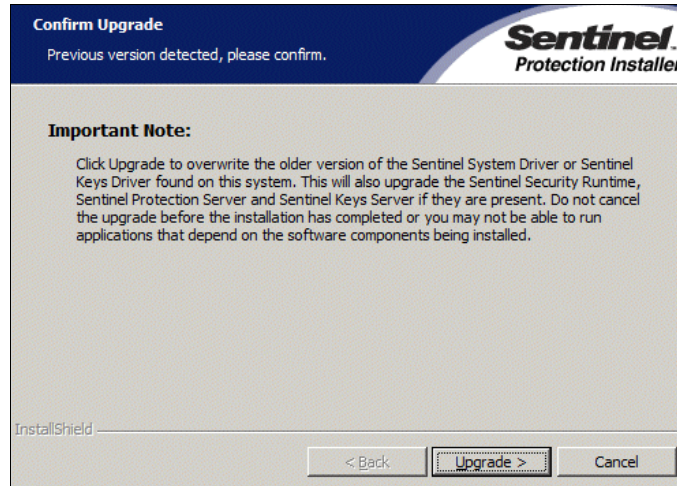 Confirm Upgrade
Previous version detected, please confirm.
Sentinel.
Protection Installer
Important Note:
Click Upgrade to overwrite the older version of the Sentinel System Driver or Sentinel
Keys Driver found on this system. This will also upgrade the Sentinel Security Runtime,
Sentinel Protection Server and Sentinel Keys Server if they are present. Do not cancel
the upgrade before the installation has completed or you may not be able to run
applications that depend on the software components being installed.
InstallShield
< Back
Upgrade >
Cancel